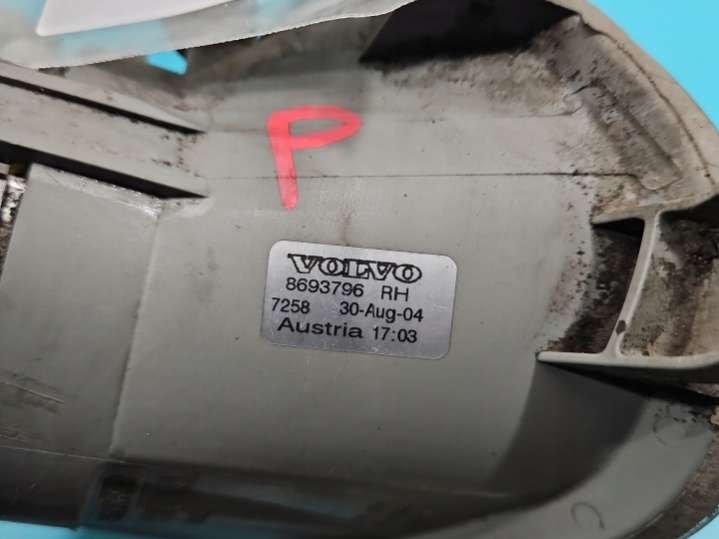 P
VOLVO
8693796 RH
7258 30-Aug-04
Austria 17:03